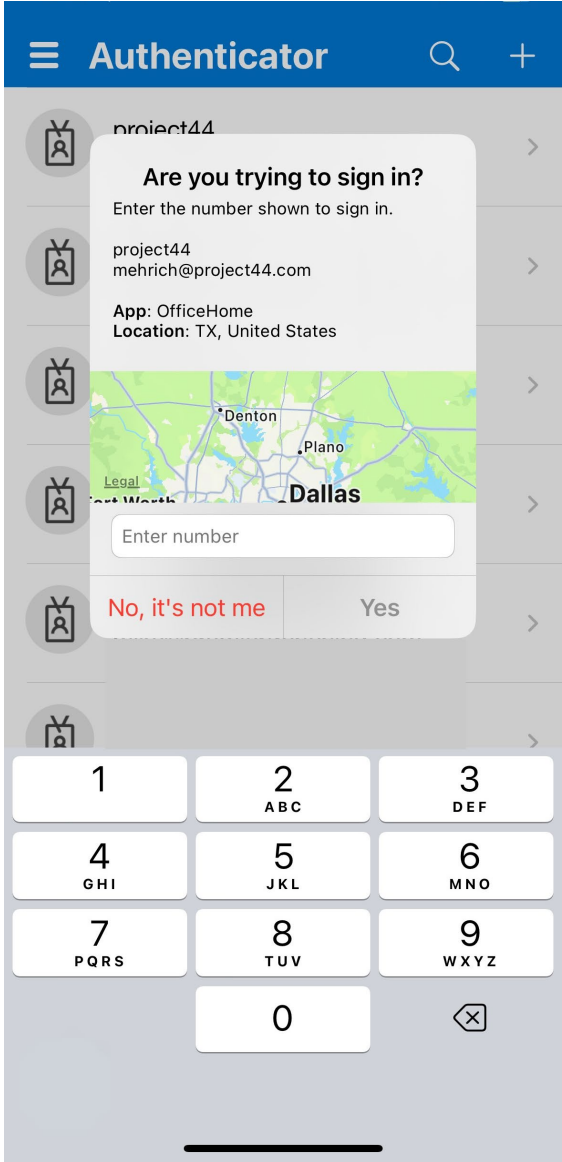 Authenticator
project44
Are you trying to sign in?
Enter the number shown to sign in.
project44
mehrich@project44.com
App: OfficeHome
Location: TX, United States
Denton
Plano
Legal
Fort Worth
Dallas
Enter number
No, it's not me
Yes
1
2
ABC
3
DEF
4
GHI
5
JKL
6
MNO
7
PQRS
8
TUV
9
WXYZ
0